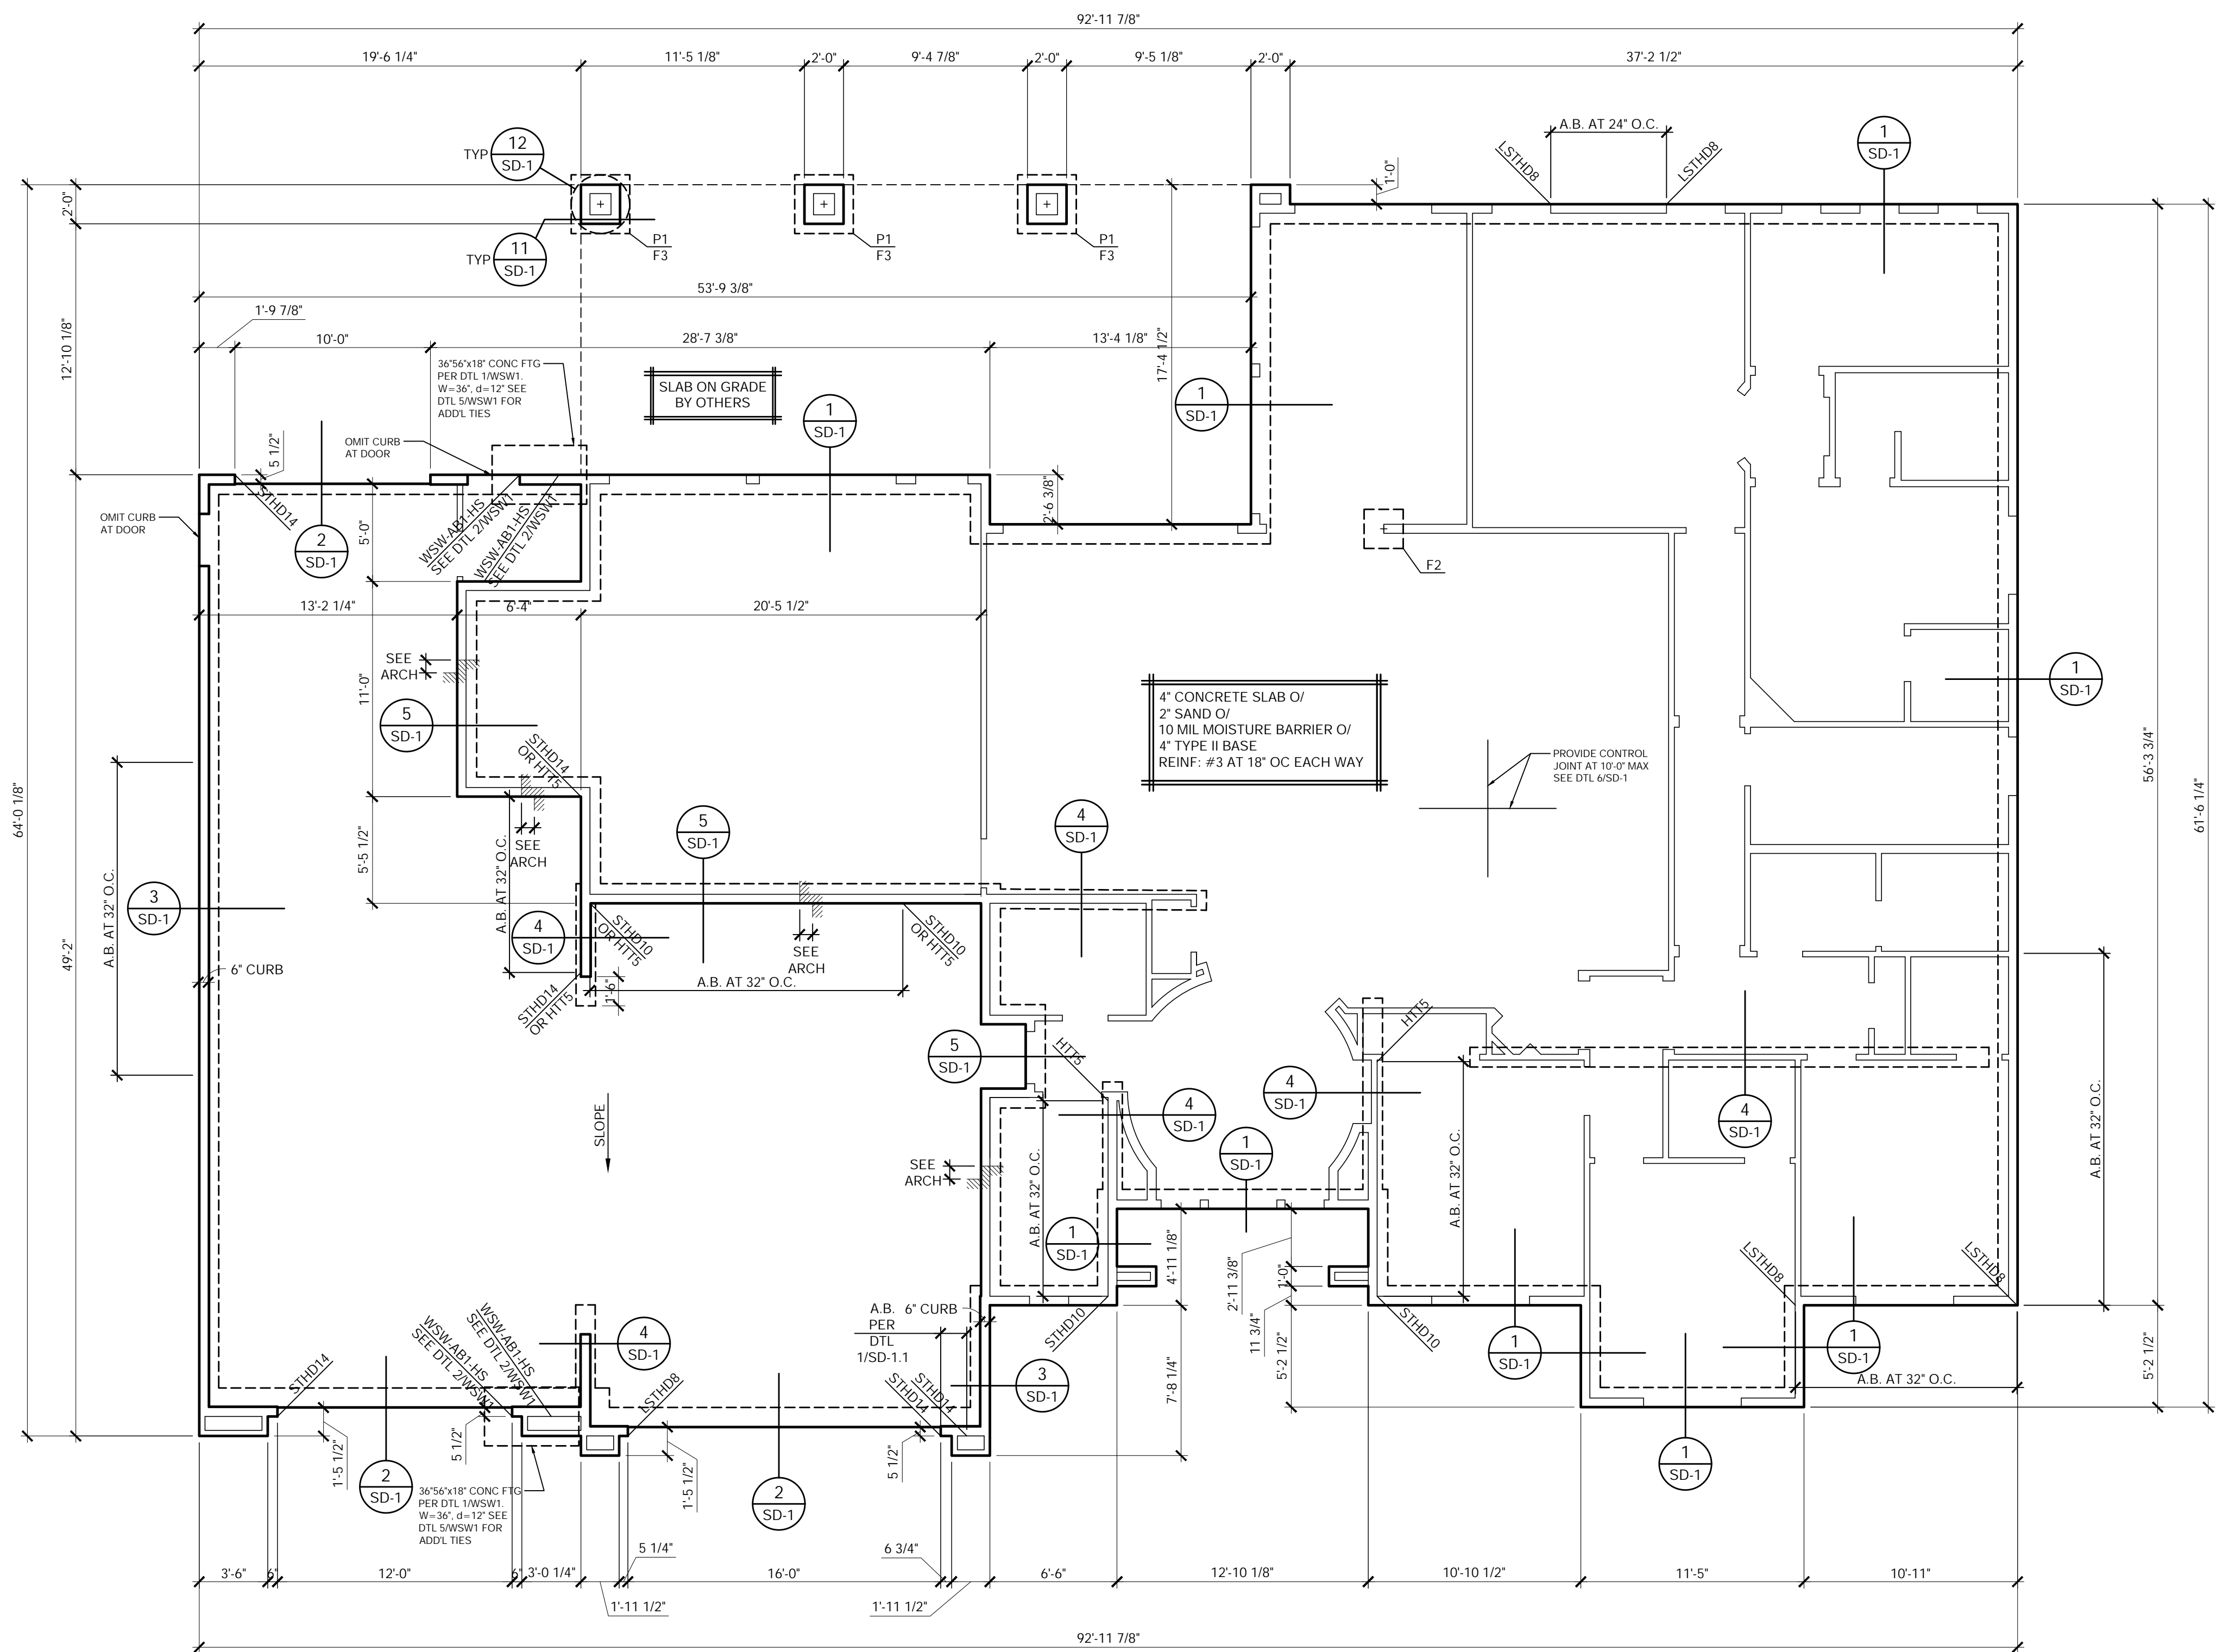 92'-11 7/8"
19'-6 1/4"
11'-5 1/8"
2'-0"
9'-4 7/8"
2'-0"
9'-5 1/8"
2'-0"
37'-2 1/2"
A.B. AT 24" O.C.
LSTHD8
LSTHD8
1
SD-1
TYP
12
SD-1
TYP
11
SD-1
P1
F3
P1
F3
P1
F3
1'-0"
2'-0"
12'-10 1/8"
53'-9 3/8"
1'-9 7/8"
10'-0"
28'-7 3/8"
13'-4 1/8"
17'-4 1/2"
36"56"x18" CONC FTG
PER DTL 1/WSW1.
W=36", d=12" SEE
DTL 5/WSW1 FOR
ADD'L TIES
SLAB ON GRADE
BY OTHERS
1
SD-1
1
SD-1
OMIT CURB
AT DOOR
5 1/2"
OMIT CURB
AT DOOR
STHD14
2
SD-1
5'-0"
WSW-AB1-HS
SEE DTL 2/WSW1
WSW-AB1-HS
SEE DTL 2/WSW1
2'-6 3/8"
F2
13'-2 1/4"
6'-4"
20'-5 1/2"
SEE
ARCH
11'-0"
5
SD-1
STHD14
OR HTT5
4" CONCRETE SLAB O/
2" SAND O/
10 MIL MOISTURE BARRIER O/
4" TYPE II BASE
REINF: #3 AT 18" OC EACH WAY
PROVIDE CONTROL
JOINT AT 10'-0" MAX
SEE DTL 6/SD-1
1
SD-1
56'-3 3/4"
61'-6 1/4"
64'-0 1/8"
49'-2"
A.B. AT 32" O.C.
3
SD-1
6" CURB
5'-5 1/2"
SEE
ARCH
A.B. AT 32" O.C.
5
SD-1
4
SD-1
4
SD-1
STHD10
OR HTT5
STHD10
OR HTT5
SEE
ARCH
A.B. AT 32" O.C.
STHD14
OR HTT5
1'-6"
5
SD-1
HTT5
HTT5
4
SD-1
4
SD-1
4
SD-1
A.B. AT 32" O.C.
SLOPE
SEE
ARCH
A.B. AT 32" O.C.
1
SD-1
A.B. AT 32" O.C.
1
SD-1
4'-11 1/8"
2'-11 3/8"
1'-0"
11 3/4"
5'-2 1/2"
7'-8 1/4"
LSTHD8
LSTHD8
A.B.
PER
DTL
1/SD-1.1
6" CURB
STHD10
STHD10
1
SD-1
1
SD-1
A.B. AT 32" O.C.
5'-2 1/2"
4
SD-1
3
SD-1
STHD14
WSW-AB1-HS
SEE DTL 2/WSW1
WSW-AB1-HS
SEE DTL 2/WSW1
LSTHD8
STHD14
STHD14
1'-5 1/2"
5 1/2"
1'-5 1/2"
5 1/2"
2
SD-1
2
SD-1
1
SD-1
36"56"x18" CONC FTG
PER DTL 1/WSW1.
W=36", d=12" SEE
DTL 5/WSW1 FOR
ADD'L TIES
5 1/4"
6 3/4"
3'-6"
6"
12'-0"
6"
3'-0 1/4"
16'-0"
6'-6"
12'-10 1/8"
10'-10 1/2"
11'-5"
10'-11"
1'-11 1/2"
1'-11 1/2"
92'-11 7/8"